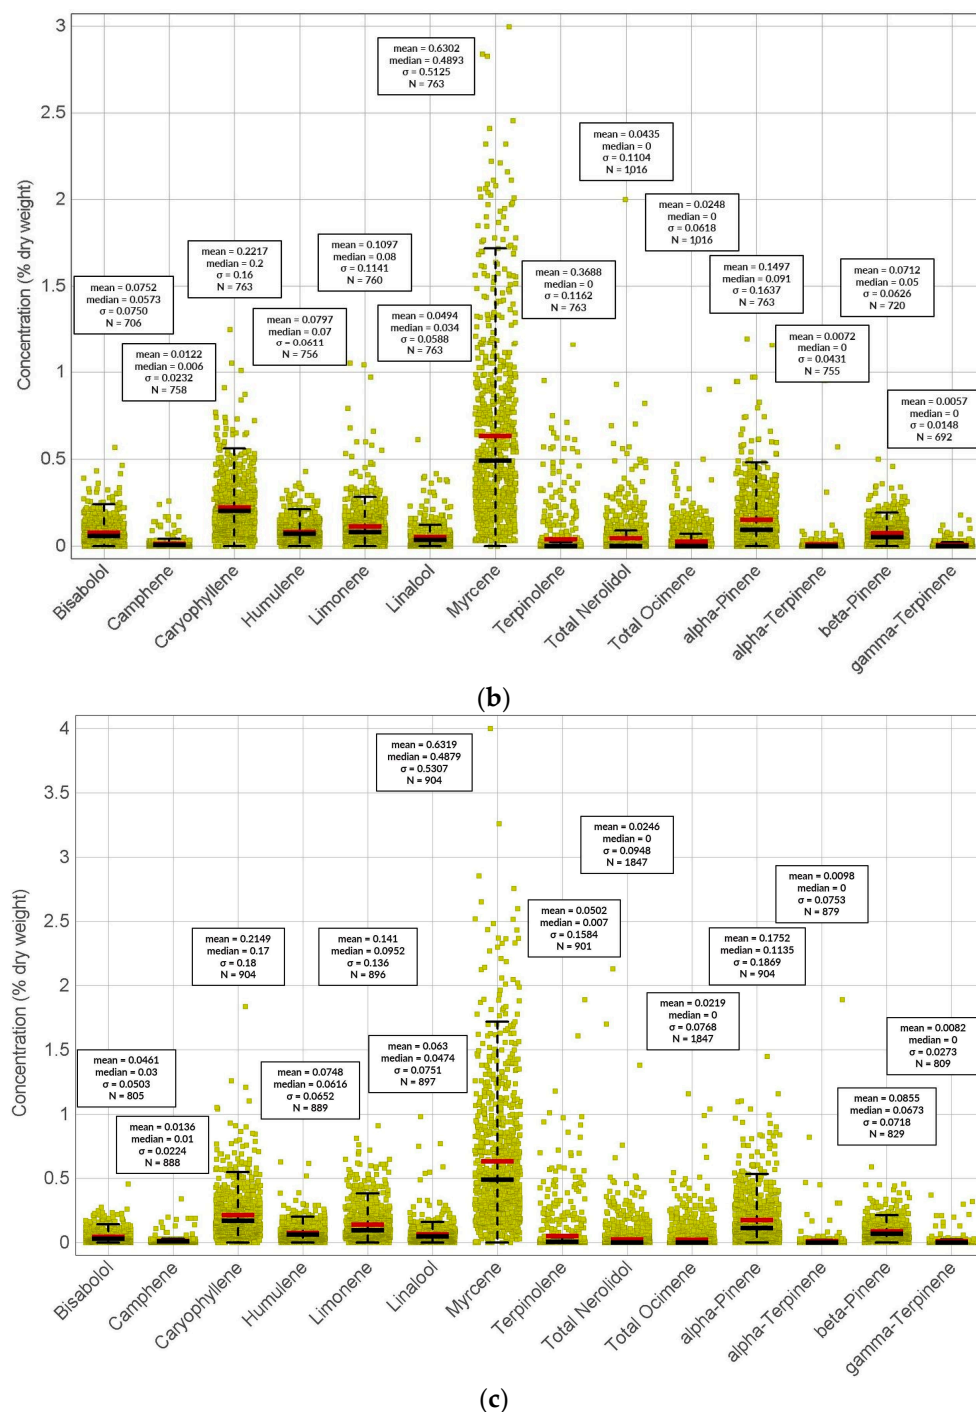 3
2.5
2
1.5
1
0.5
0
Concentration (% dry weight)
mean = 0.0752
median = 0.0573
σ = 0.0750
N = 706
mean = 0.0122
median = 0.006
σ = 0.0232
N = 758
mean = 0.2217
median = 0.2
σ = 0.16
N = 763
mean = 0.0797
median = 0.07
σ – 0.0611
N = 756
mean = 0.1097
median = 0.08
σ = 0.1141
N = 760
mean = 0.0494
median = 0.034
σ = 0.0588
N = 763
mean = 0.6302
median = 0.4893
σ = 0.5125
N = 763
mean = 0.3688
median = 0
σ = 0.1162
N = 763
mean = 0.0435
median = 0
σ = 0.1104
N = 1,016
mean = 0.0248
median = 0
σ = 0.0618
N = 1,016
mean = 0.1497
median = 0.091
σ = 0.1637
N = 763
mean = 0.0072
median = 0
σ = 0.0431
N = 755
mean = 0.0712
median = 0.05
σ = 0.0626
N = 720
mean = 0.0057
median = 0
σ = 0.0148
N = 692
Bisabolol
Camphene
Caryophyllene
Humulene
Limonene
Linalool
Myrcene
Terpinolene
Total Nerolidol
Total Ocimene
alpha-Pinene
alpha-Terpinene
beta-Pinene
gamma-Terpinene
(b)
4
3.5
3
2.5
2
1.5
1
0.5
0
Concentration (% dry weight)
mean = 0.0461
median = 0.03
σ = 0.0503
N = 805
mean = 0.0136
median = 0.01
σ = 0.0224
N = 888
mean = 0.2149
median = 0.17
σ = 0.18
N = 904
mean = 0.0748
median = 0.0616
σ = 0.0652
N = 889
mean = 0.141
median = 0.0952
σ = 0.136
N = 896
mean = 0.063
median = 0.0474
σ = 0.0751
N = 897
mean = 0.6319
median = 0.4879
σ = 0.5307
N = 904
mean = 0.0502
median = 0.007
σ = 0.1584
N = 901
mean = 0.0246
median = 0
σ = 0.0948
N = 1847
mean = 0.0219
median = 0
σ = 0.0768
N = 1847
mean = 0.1752
median = 0.1135
σ = 0.1869
N = 904
mean = 0.0098
median = 0
σ = 0.0753
N = 879
mean = 0.0855
median = 0.0673
σ = 0.0718
N = 829
mean = 0.0082
median = 0
σ = 0.0273
N = 809
Bisabolol
Camphene
Caryophyllene
Humulene
Limonene
Linalool
Myrcene
Terpinolene
Total Nerolidol
Total Ocimene
alpha-Pinene
alpha-Terpinene
beta-Pinene
gamma-Terpinene
(c)